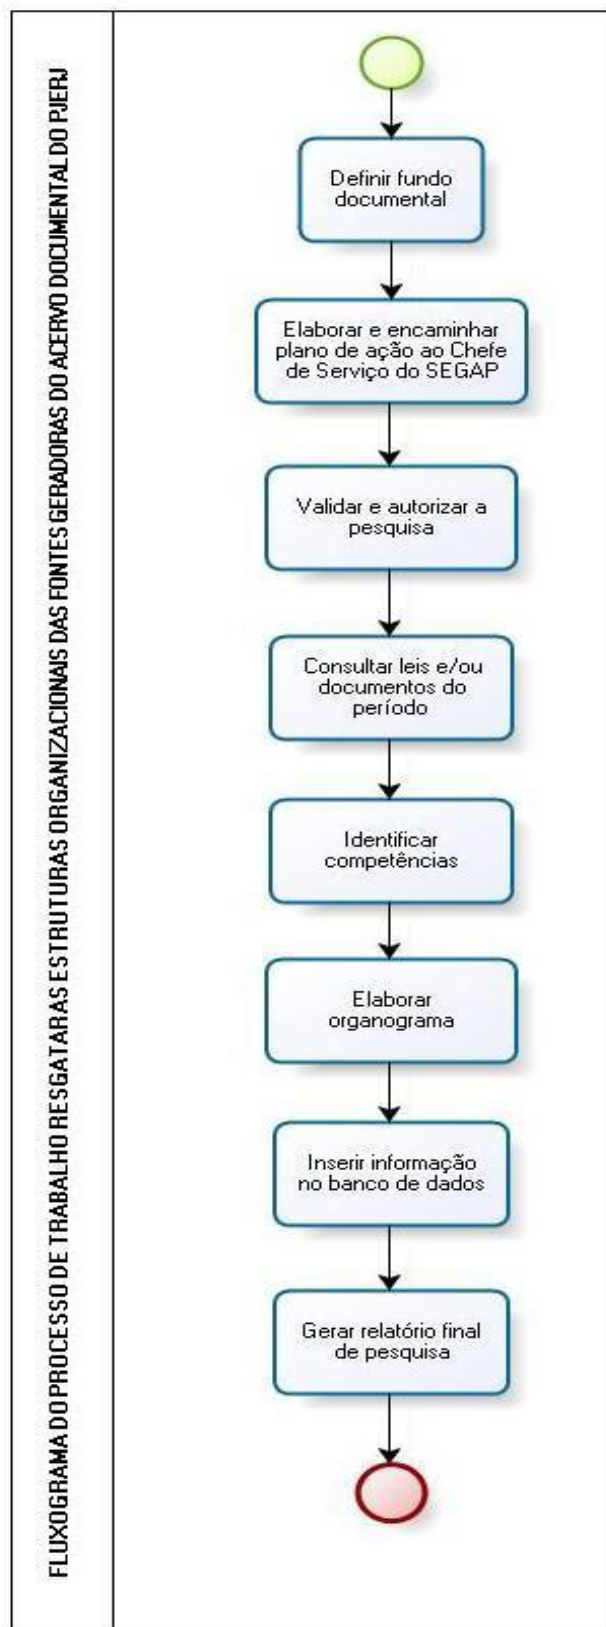 FLUXOGRAMA DO PROCESSO DE TRABALHO RESGATAR AS ESTRUTURAS ORGANIZACIONAIS DAS FONTES GERADORAS DO ACERVO DOCUMENTAL DO PJERJ
Definir fundo
documental
Elaborar e encaminhar
plano de ação ao Chefe
de Serviço do SEGAP
Validar e autorizar a
pesquisa
Consultar leis e/ou
documentos do
período
Identificar
competências
Elaborar
organograma
Inserir informação
no banco de dados
Gerar relatório final
de pesquisa